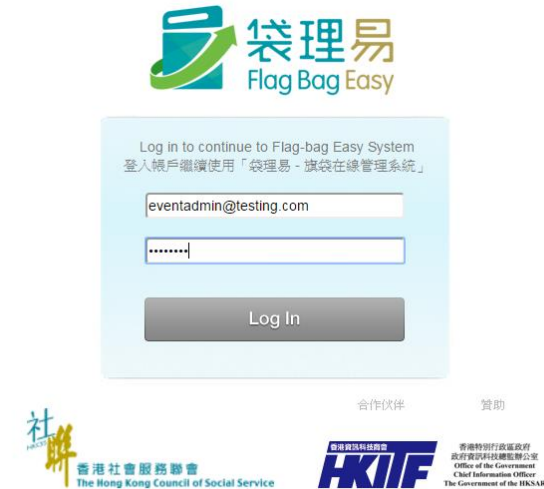 袋理易
Flag Bag Easy
Log in to continue to Flag-bag Easy System
登入帳戶繼續使用「袋理易 - 旗袋在線管理系統」
eventadmin@testing.com
••••••••
Log In
合作伙伴
贊助
社聯
HKCSS
香港社會服務聯會
The Hong Kong Council of Social Service
香港資訊科技商會
HKITF
香港特別行政區政府
政府資訊科技總監辦公室
Office of the Government
Chief Information Officer
The Government of the HKSAR